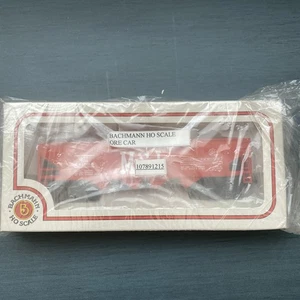 BACHMANN HO SCALE
ORE CAR
107891215
BACHMANN
HO SCALE
B